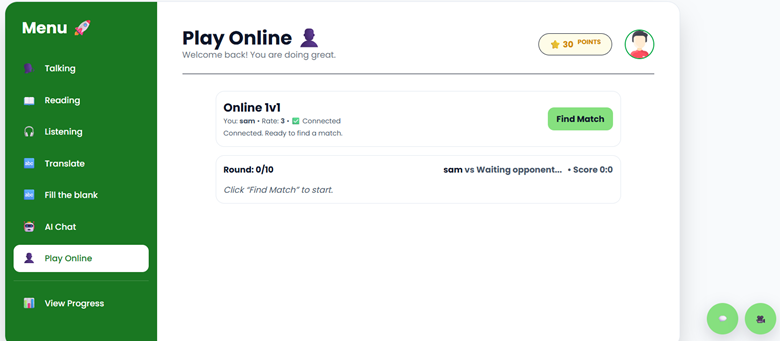 Menu 🚀
Talking
Reading
Listening
Translate
Fill the blank
AI Chat
Play Online
View Progress
Play Online 👤
Welcome back! You are doing great.
⭐ 30 POINTS
Online 1v1
You: sam • Rate: 3 • ✅ Connected
Connected. Ready to find a match.
Find Match
Round: 0/10
sam vs Waiting opponent... • Score 0:0
Click “Find Match” to start.